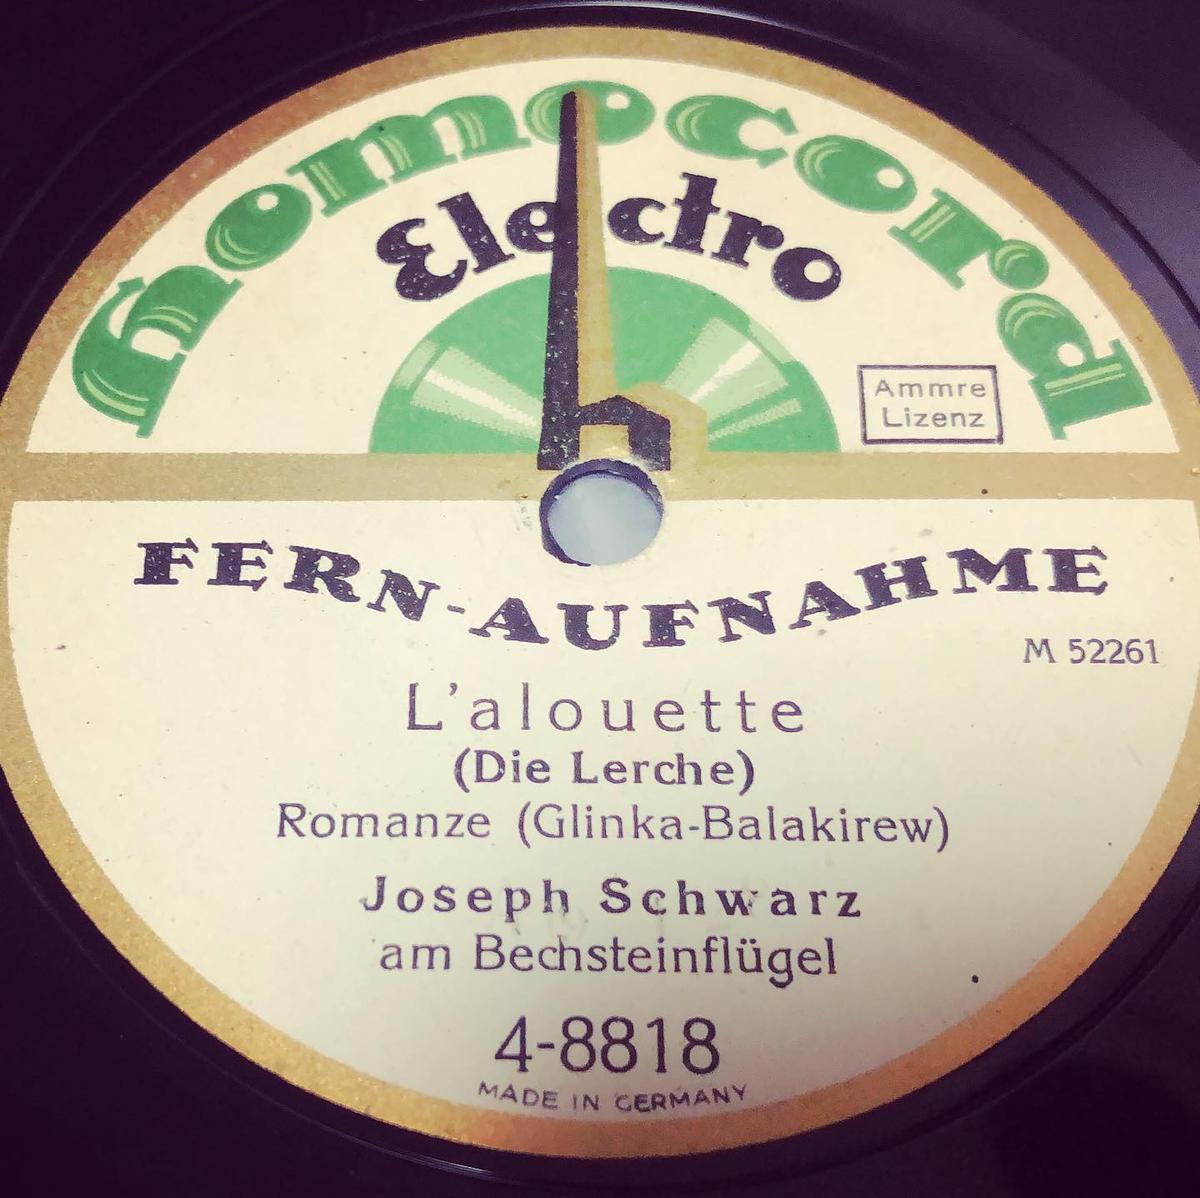 homocord
Electro
Ammre
Lizenz
FERN-AUFNAHME
M 52261
L'alouette
(Die Lerche)
Romanze (Glinka-Balakirew)
Joseph Schwarz
am Bechsteinflügel
4-8818
MADE IN GERMANY